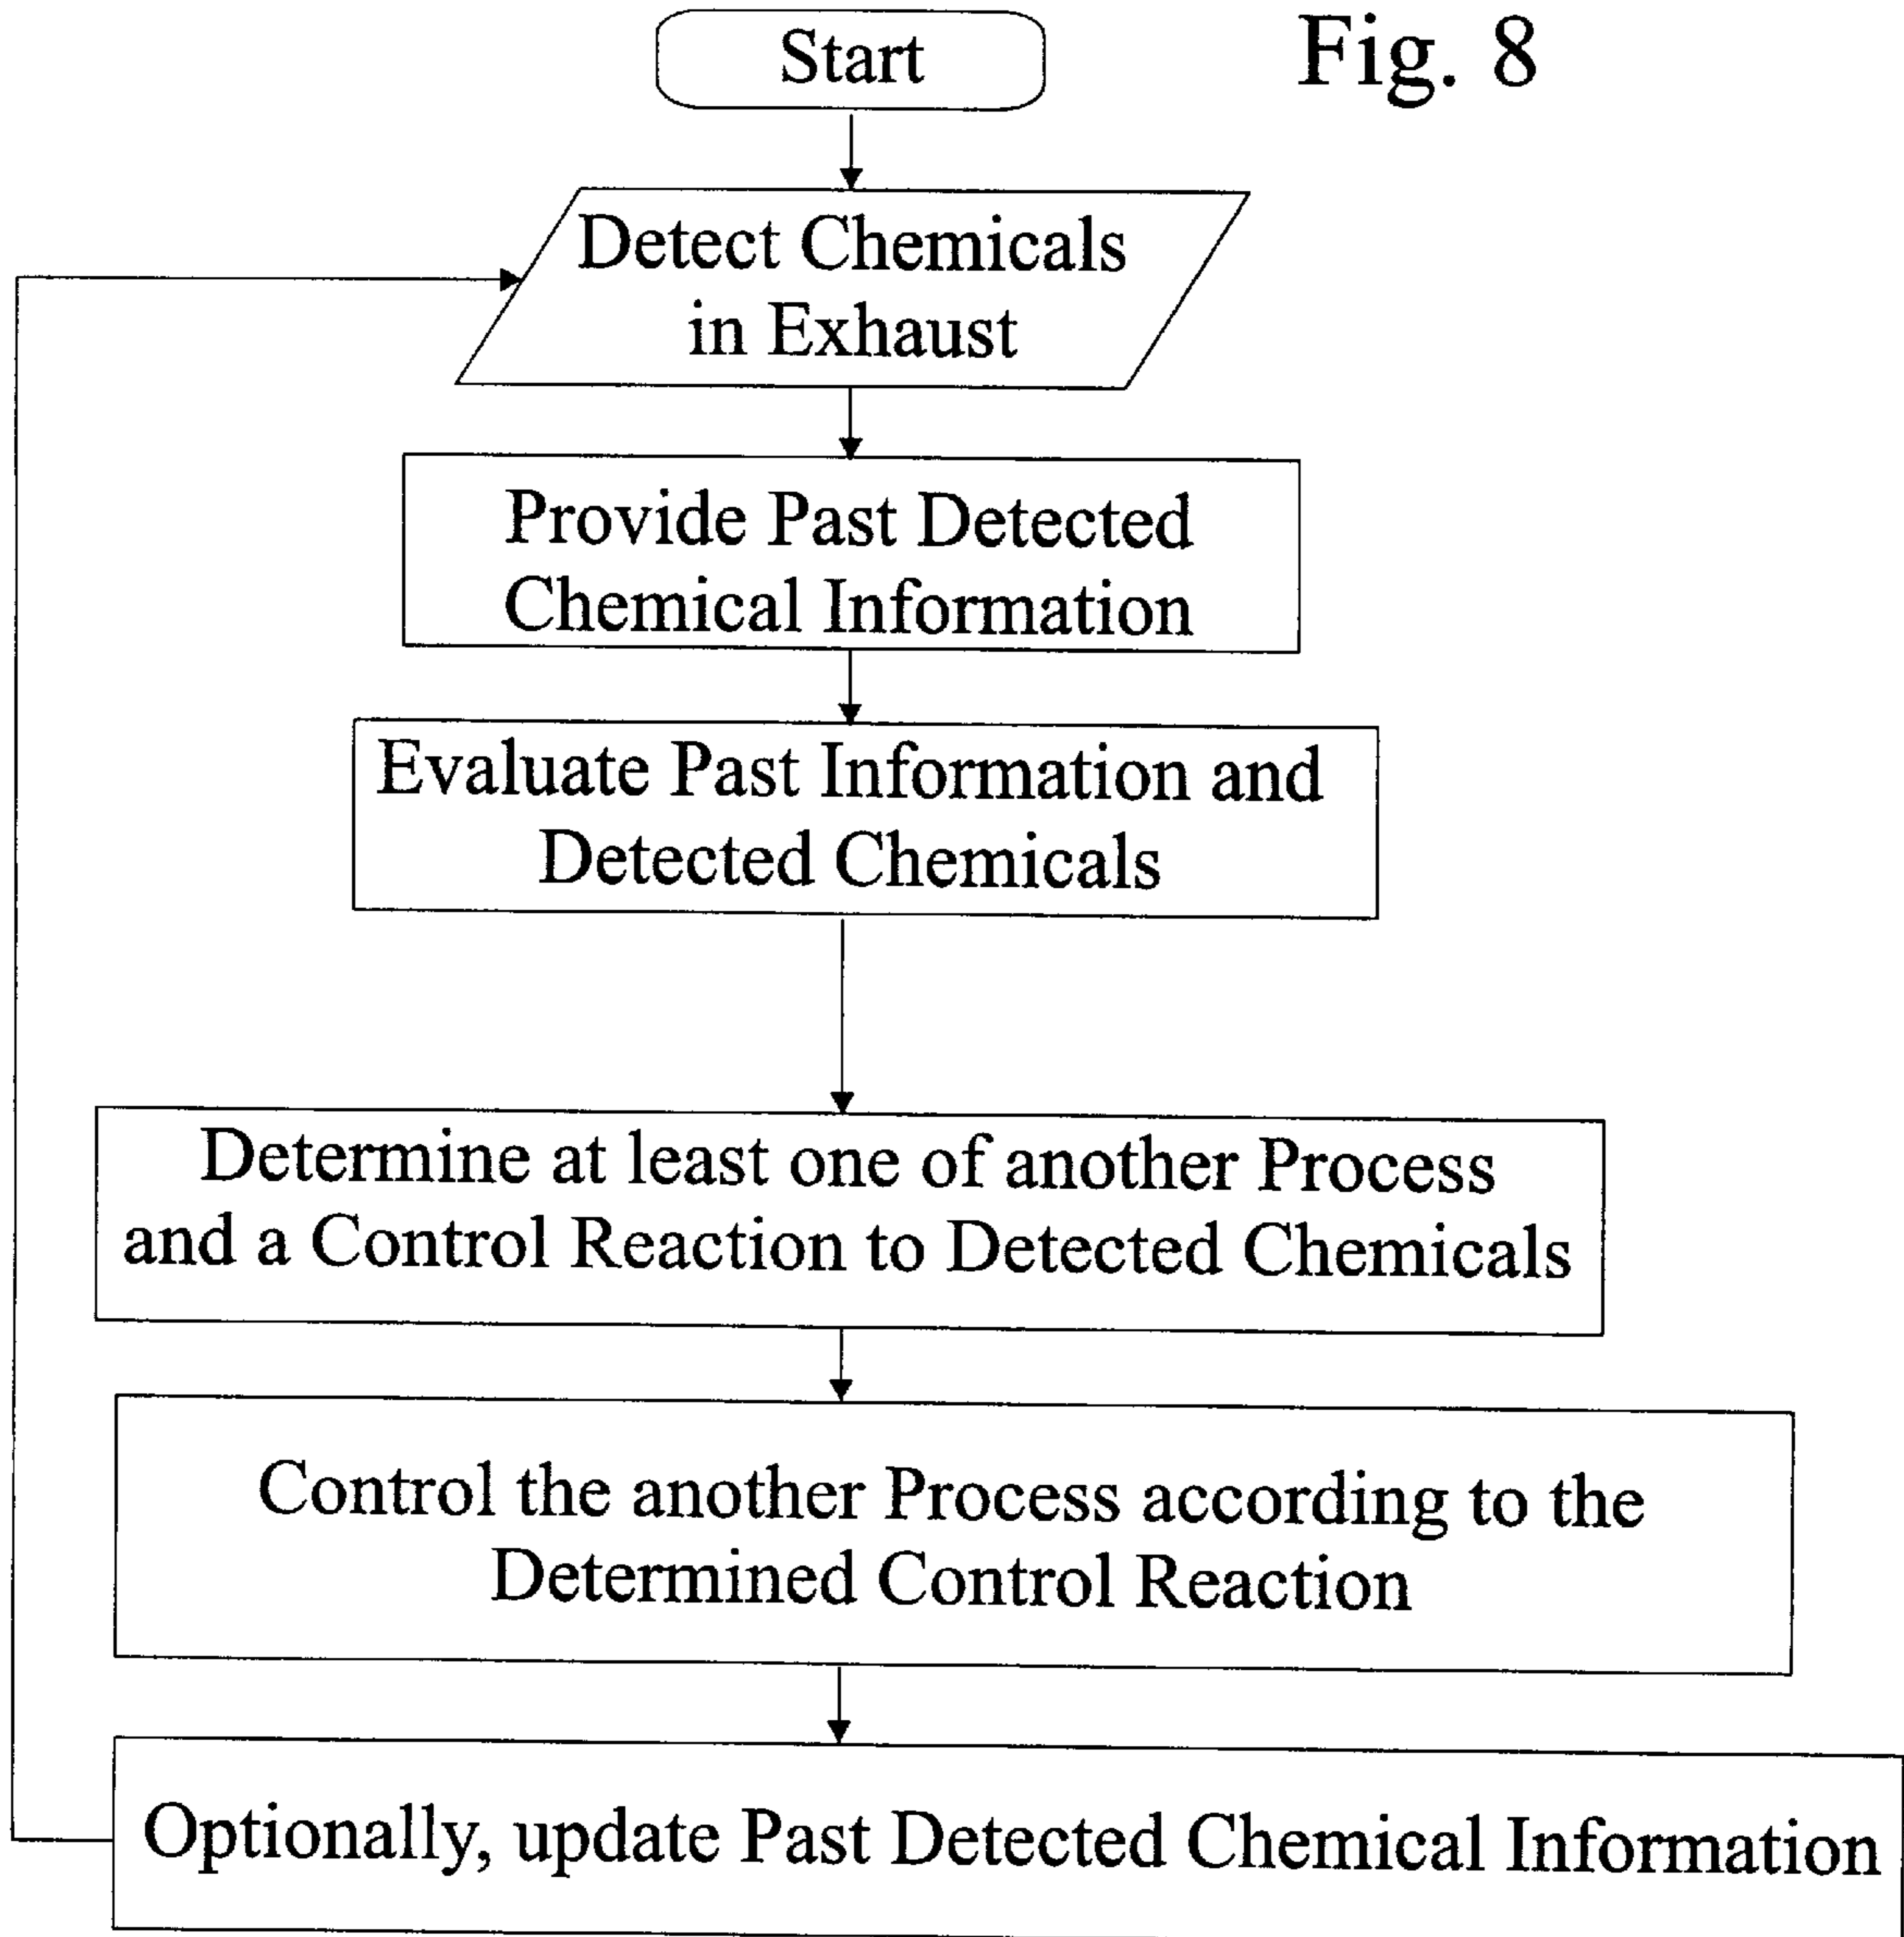 Start
Fig. 8
Detect Chemicals
in Exhaust
Provide Past Detected
Chemical Information
Evaluate Past Information and
Detected Chemicals
Determine at least one of another Process
and a Control Reaction to Detected Chemicals
Control the another Process according to the
Determined Control Reaction
Optionally, update Past Detected Chemical Information